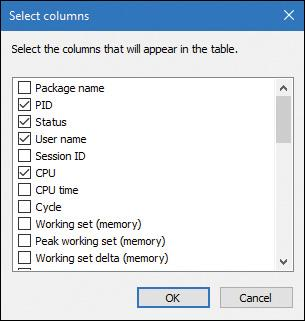 Select columns
Select the columns that will appear in the table.
Package name
PID
Status
User name
Session ID
CPU
CPU time
Cycle
Working set (memory)
Peak working set (memory)
Working set delta (memory)
OK
Cancel